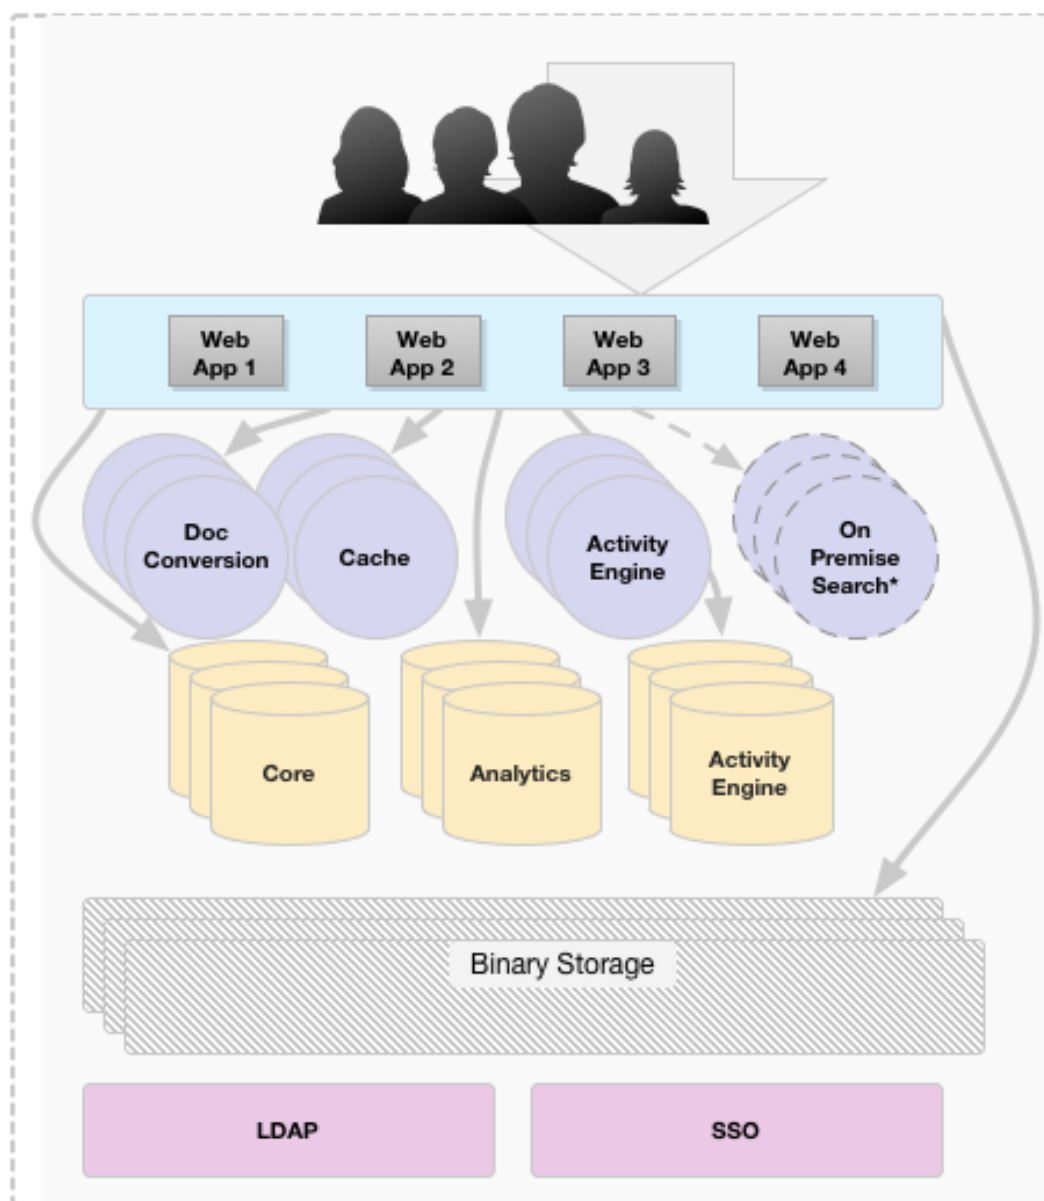 Web
App 1
Web
App 2
Web
App 3
Web
App 4
Doc
Conversion
Cache
Activity
Engine
On
Premise
Search*
Core
Analytics
Activity
Engine
Binary Storage
LDAP
SSO